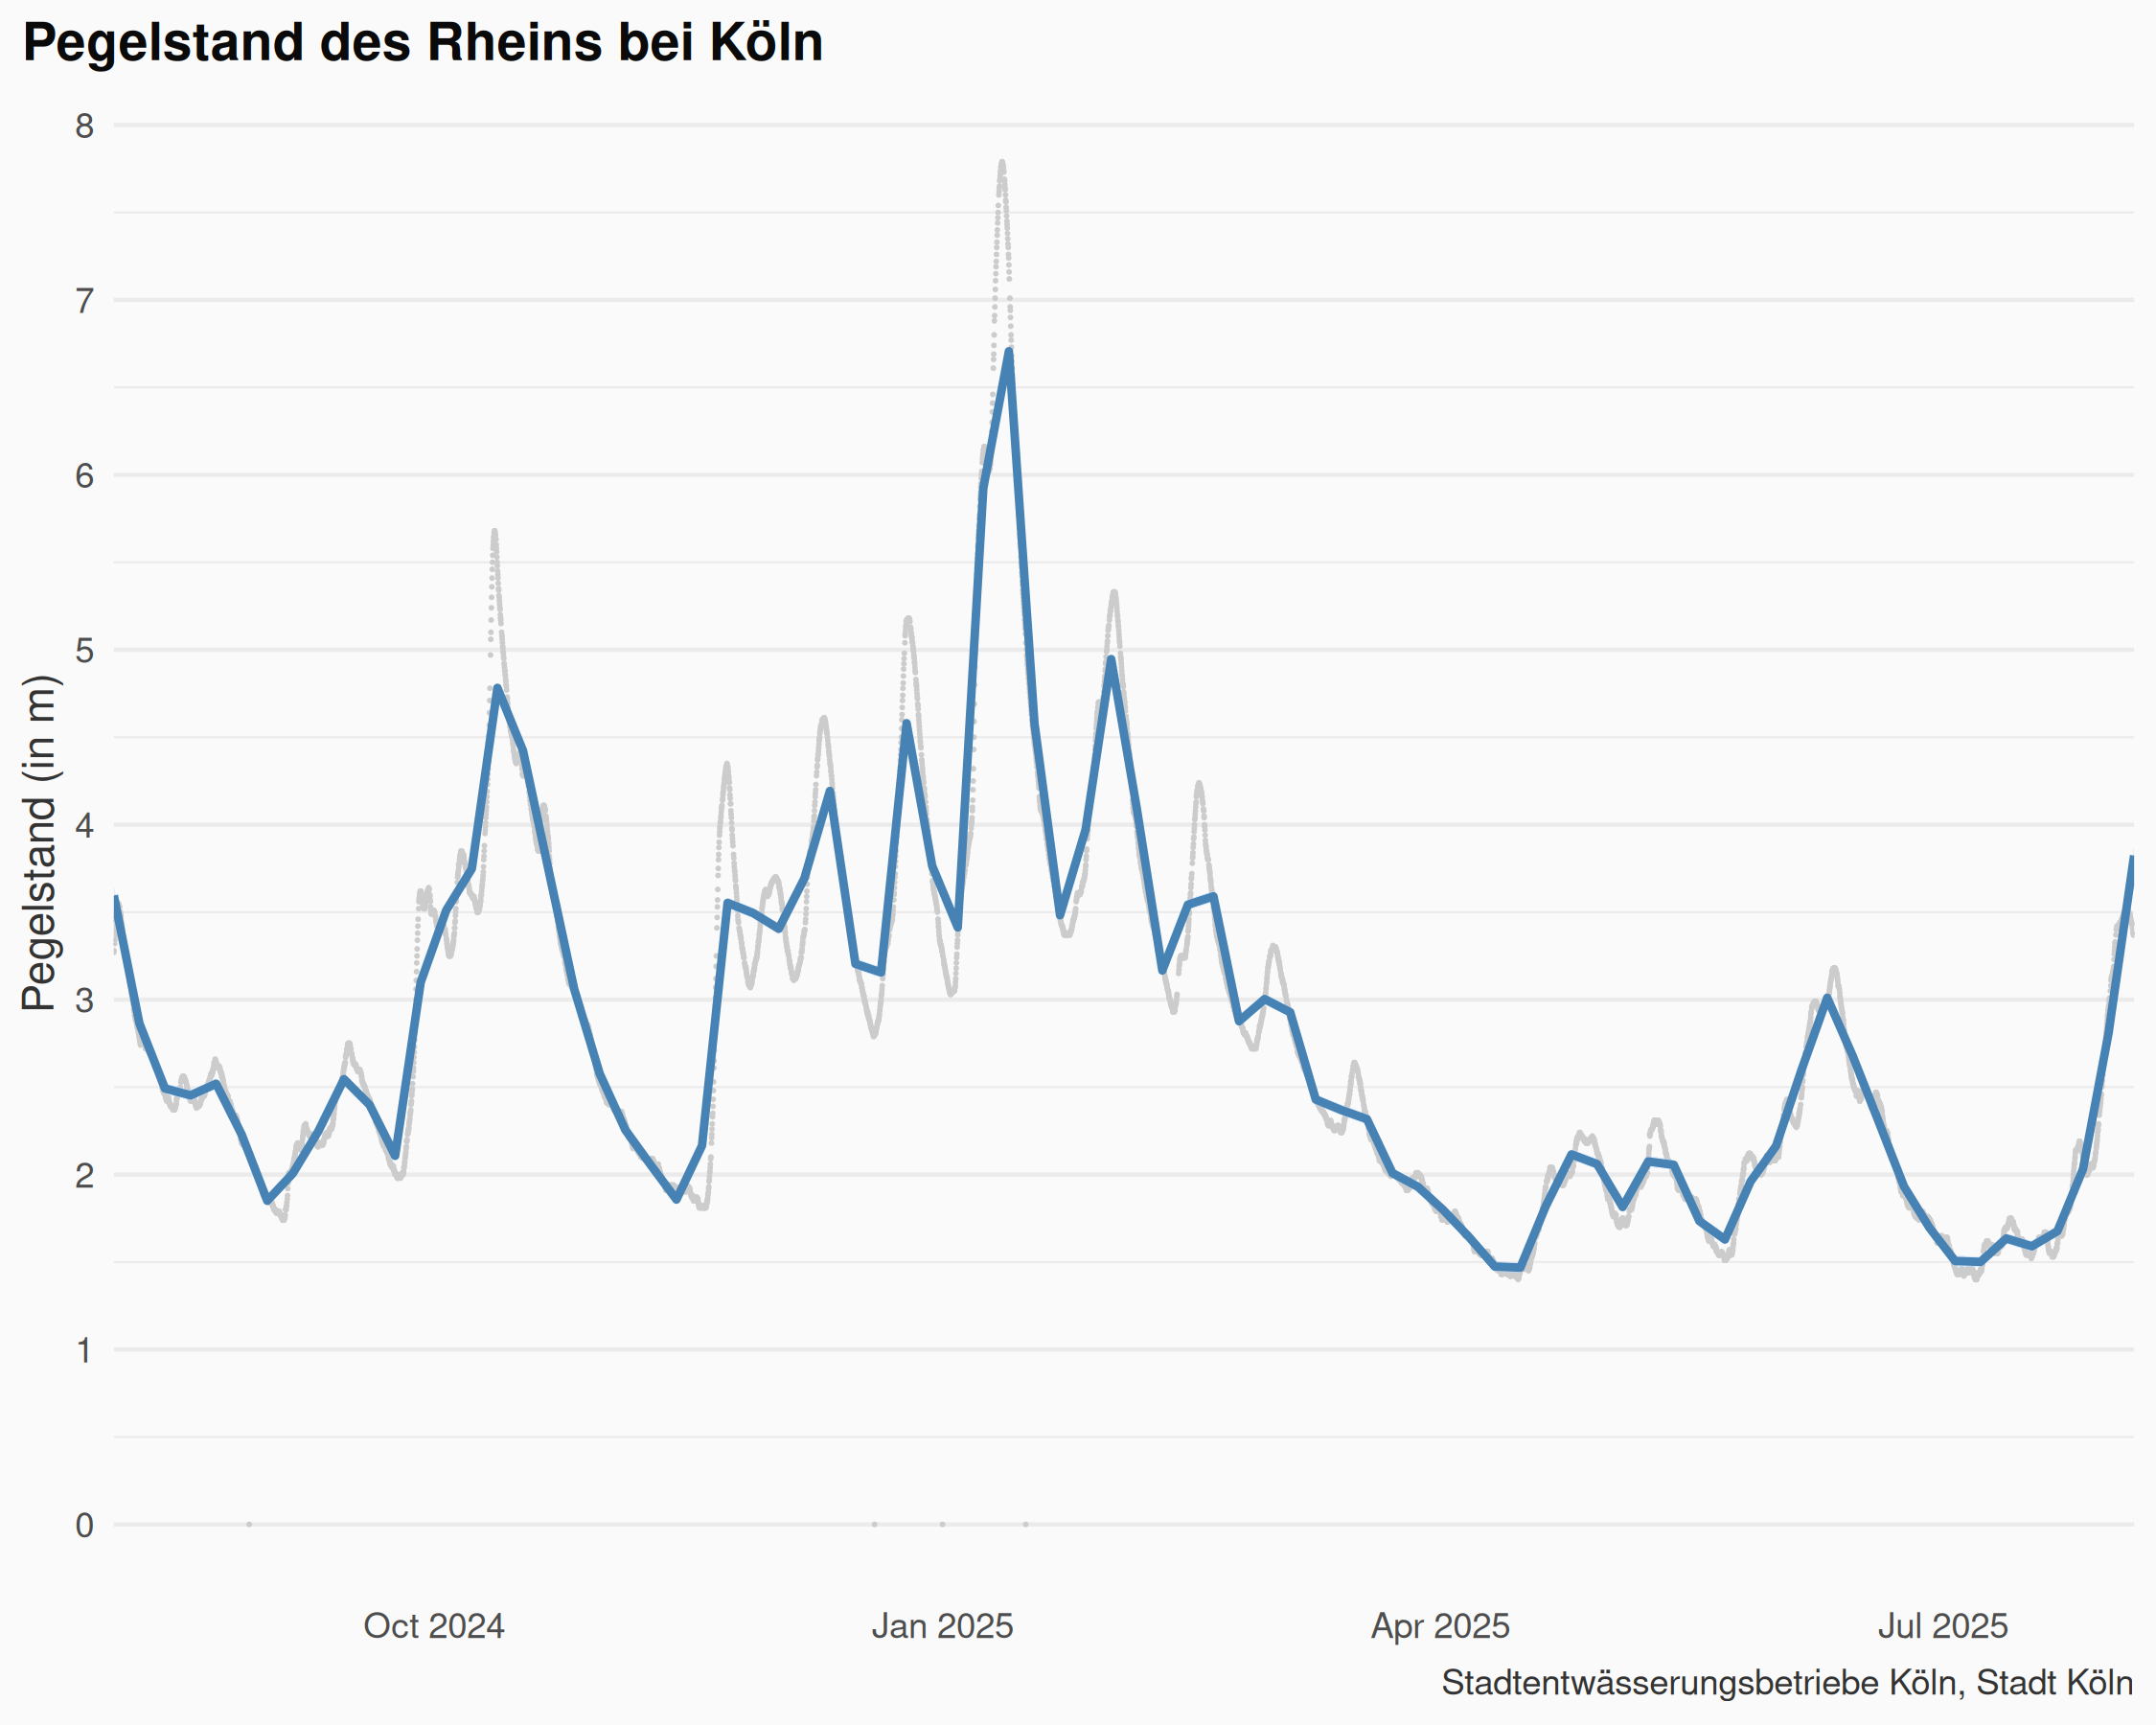 Pegelstand des Rheins bei Köln
Pegelstand (in m)
8
7
6
5
4
3
2
1
0
Oct 2024 Jan 2025 Apr 2025 Jul 2025
Stadtentwässerungsbetriebe Köln, Stadt Köln